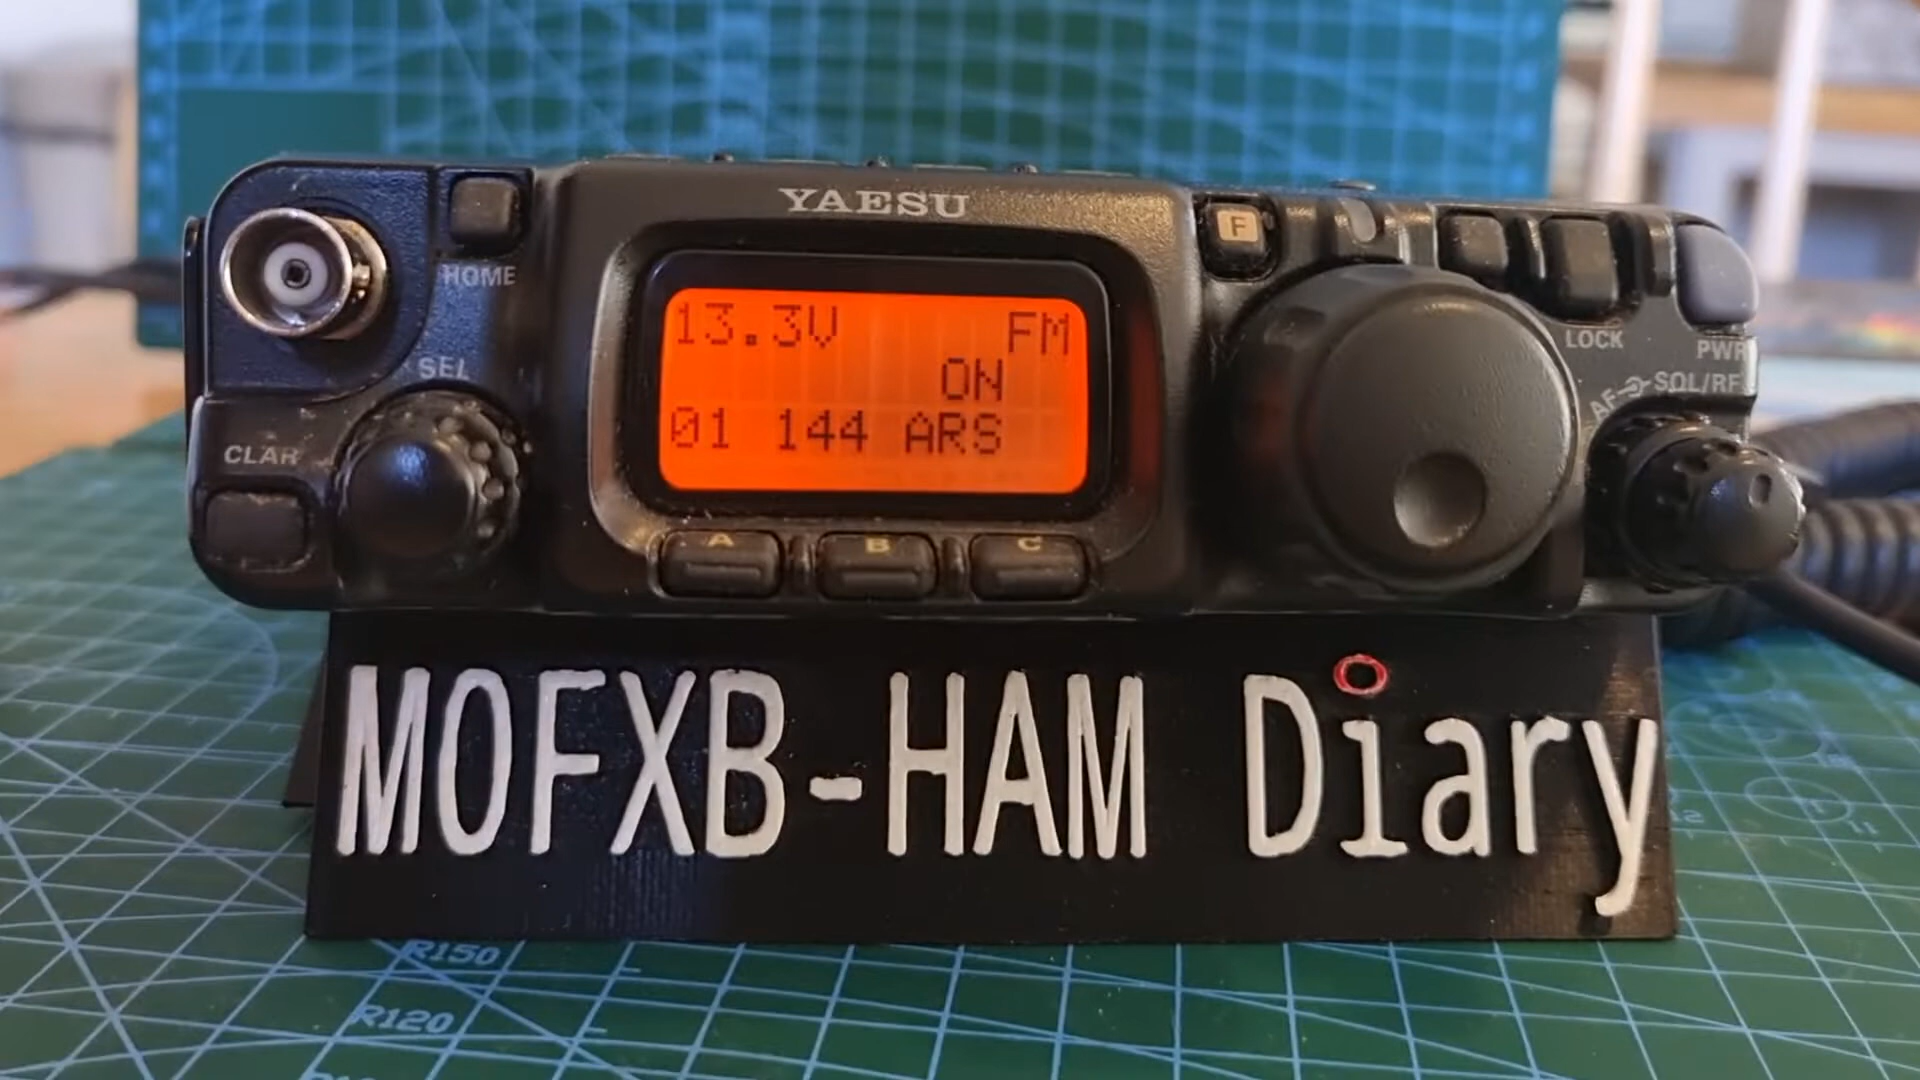 YAESU
F
HOME
LOCK
PWR
SEL
AF SQL/RF
CLAR
13.3V FM
ON
01 144 ARS
A B C
MOFXB-HAM Diary
R150
R120